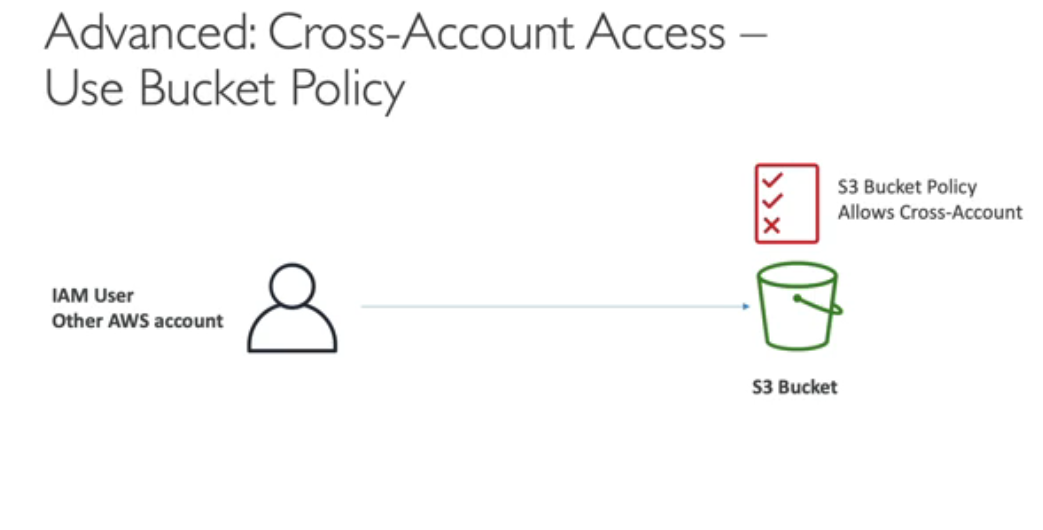 Advanced: Cross-Account Access –
Use Bucket Policy
S3 Bucket Policy
Allows Cross-Account
IAM User
Other AWS account
S3 Bucket